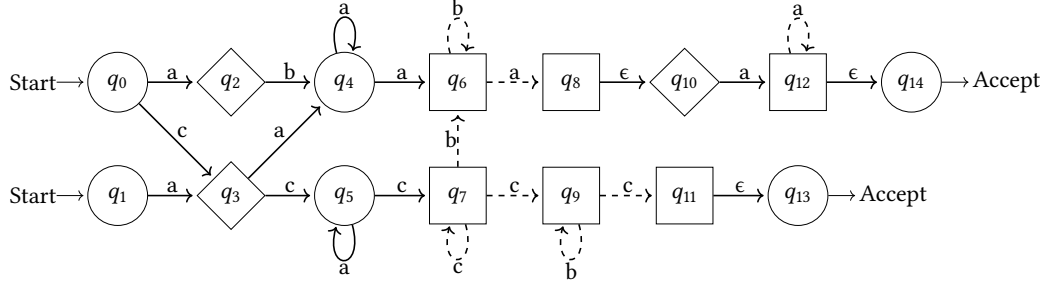 a b a
Start q₀ a q₂ b q₄ a q₆ a q₈ ϵ q₁₀ a q₁₂ ϵ q₁₄ Accept
c a b
Start q₁ a q₃ c q₅ c q₇ c q₉ c q₁₁ ϵ q₁₃ Accept
a c b